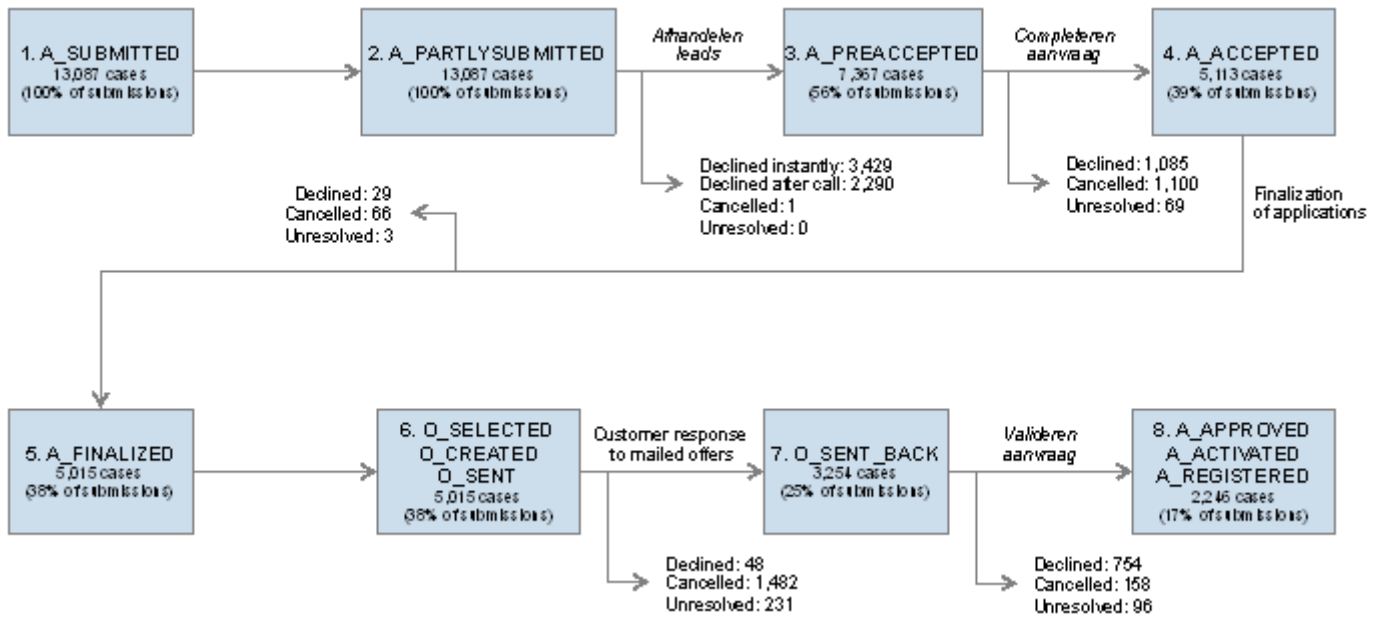 1. A_SUBMITTED
13,087 cases
(100% of submissions)
2. A_PARTLYSUBMITTED
13,087 cases
(100% of submissions)
Afhandelen
leads
3. A_PREACCEPTED
7,367 cases
(56% of submissions)
Completeren
aanvraag
4. A_ACCEPTED
5,113 cases
(39% of submissions)
Declined instantly: 3,429
Declined after call: 2,290
Cancelled: 1
Unresolved: 0
Declined: 1,085
Cancelled: 1,100
Unresolved: 69
Finalization
of applications
Declined: 29
Cancelled: 66
Unresolved: 3
5. A_FINALIZED
5,015 cases
(38% of submissions)
6. O_SELECTED
O_CREATED
O_SENT
5,015 cases
(38% of submissions)
Customer response
to mailed offers
7. O_SENT_BACK
3,254 cases
(25% of submissions)
Valideren
aanvraag
8. A_APPROVED
A_ACTIVATED
A_REGISTERED
2,246 cases
(17% of submissions)
Declined: 48
Cancelled: 1,482
Unresolved: 231
Declined: 754
Cancelled: 158
Unresolved: 96